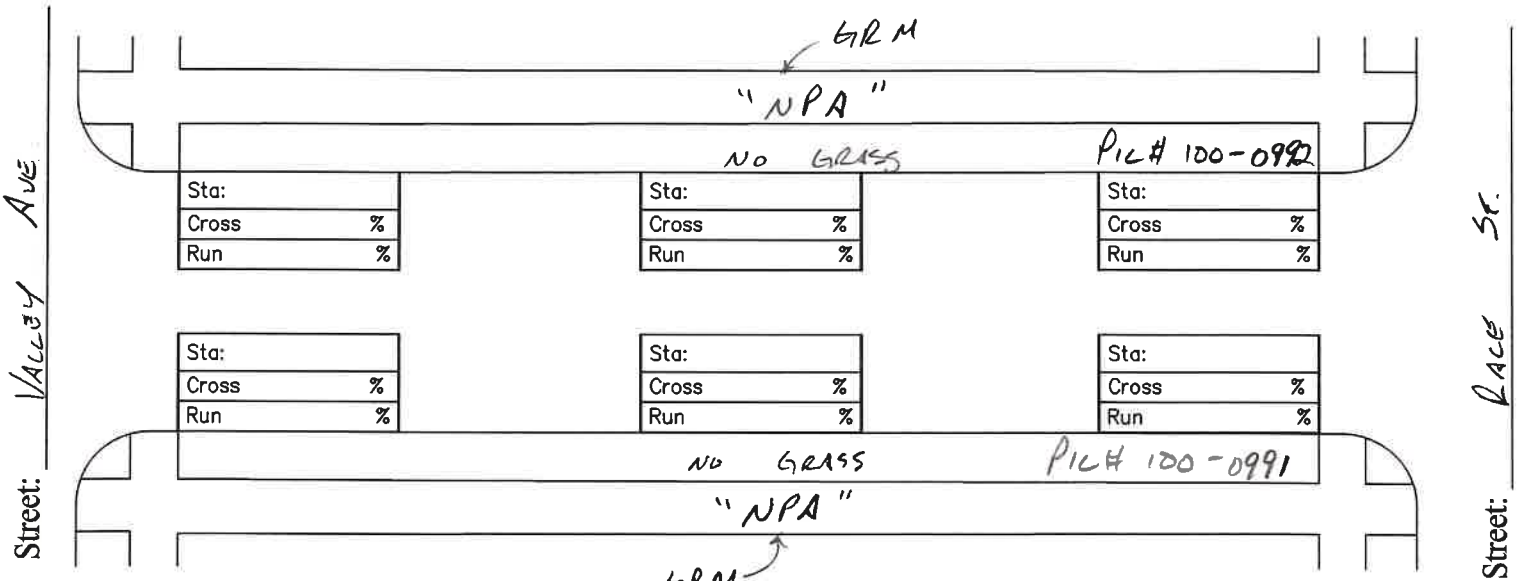 GRM
"NPA"
NO GRASS PIC# 100-0992
Sta: Sta: Sta:
Cross % Cross % Cross %
Run % Run % Run %
Street: VALLEY AVE
Street: RACE ST.
Sta: Sta: Sta:
Cross % Cross % Cross %
Run % Run % Run %
NO GRASS PIC# 100-0991
"NPA"
GRM